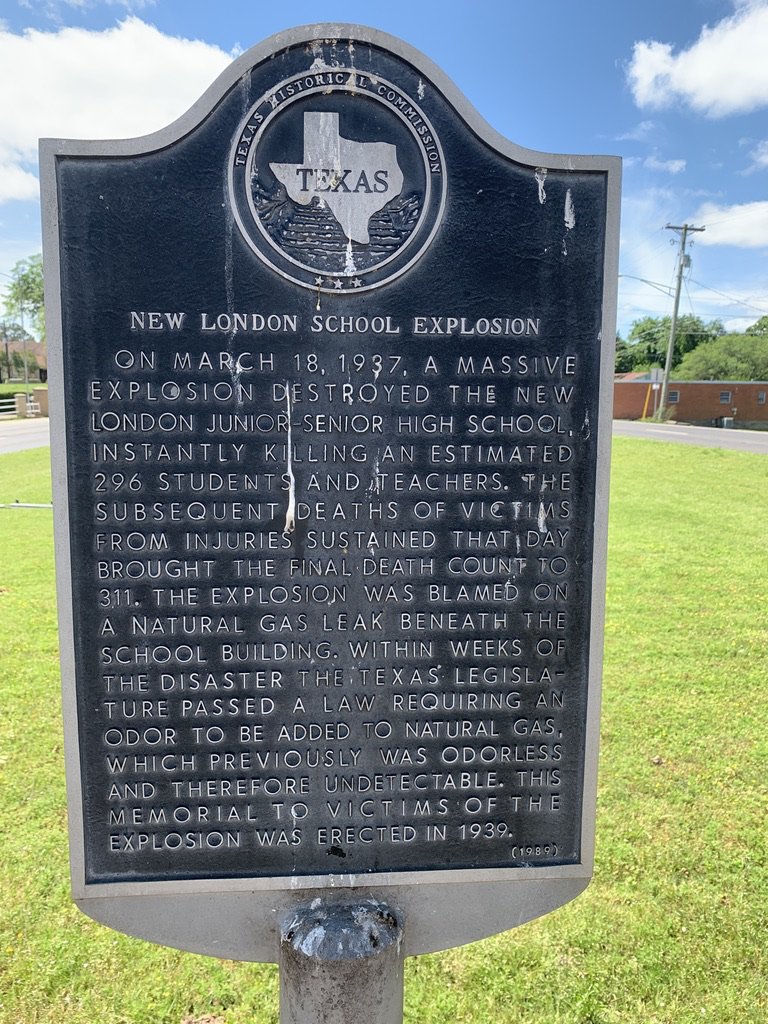 TEXAS HISTORICAL COMMISSION
TEXAS
NEW LONDON SCHOOL EXPLOSION
ON MARCH 18, 1937, A MASSIVE
EXPLOSION DESTROYED THE NEW
LONDON JUNIOR-SENIOR HIGH SCHOOL,
INSTANTLY KILLING AN ESTIMATED
296 STUDENTS AND TEACHERS. THE
SUBSEQUENT DEATHS OF VICTIMS
FROM INJURIES SUSTAINED THAT DAY
BROUGHT THE FINAL DEATH COUNT TO
311. THE EXPLOSION WAS BLAMED ON
A NATURAL GAS LEAK BENEATH THE
SCHOOL BUILDING. WITHIN WEEKS OF
THE DISASTER THE TEXAS LEGISLA-
TURE PASSED A LAW REQUIRING AN
ODOR TO BE ADDED TO NATURAL GAS,
WHICH PREVIOUSLY WAS ODORLESS
AND THEREFORE UNDETECTABLE. THIS
MEMORIAL TO VICTIMS OF THE
EXPLOSION WAS ERECTED IN 1939.
(1989)